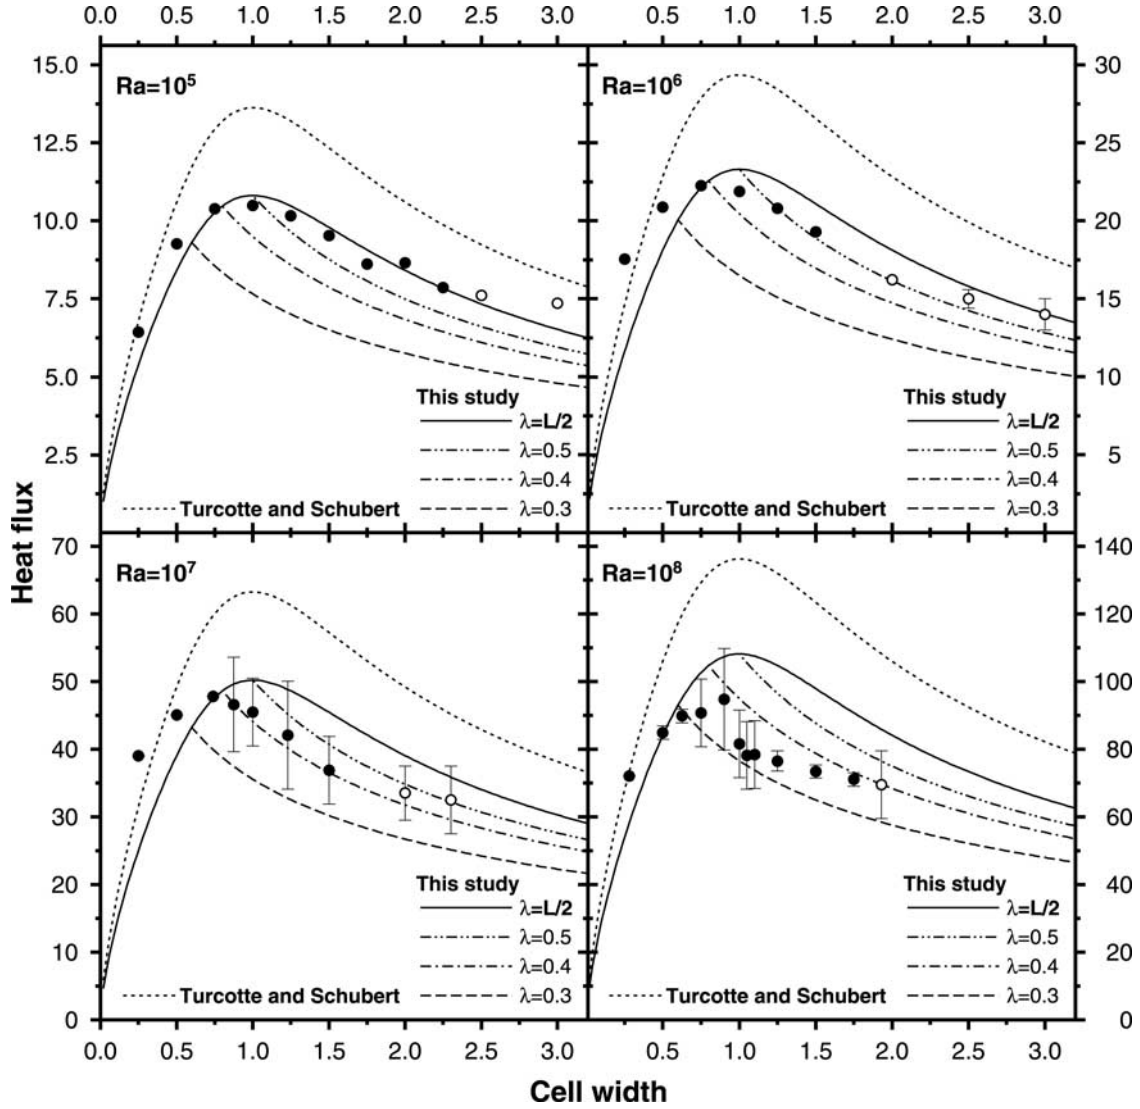 0.5 1.0 1.5 2.0 2.5 3.0 0.5 1.0 1.5 2.0 2.5 3.0
Ra=10⁵
15.0
12.5
10.0
7.5
5.0
2.5
This study
λ=L/2
λ=0.5
λ=0.4
λ=0.3
Turcotte and Schubert
Ra=10⁶
30
25
20
15
10
5
This study
λ=L/2
λ=0.5
λ=0.4
λ=0.3
Turcotte and Schubert
Heat flux
Ra=10⁷
70
60
50
40
30
20
10
0
This study
λ=L/2
λ=0.5
λ=0.4
λ=0.3
Turcotte and Schubert
Ra=10⁸
140
120
100
80
60
40
20
0
This study
λ=L/2
λ=0.5
λ=0.4
λ=0.3
Turcotte and Schubert
0.0 0.5 1.0 1.5 2.0 2.5 3.0 0.5 1.0 1.5 2.0 2.5 3.0
Cell width